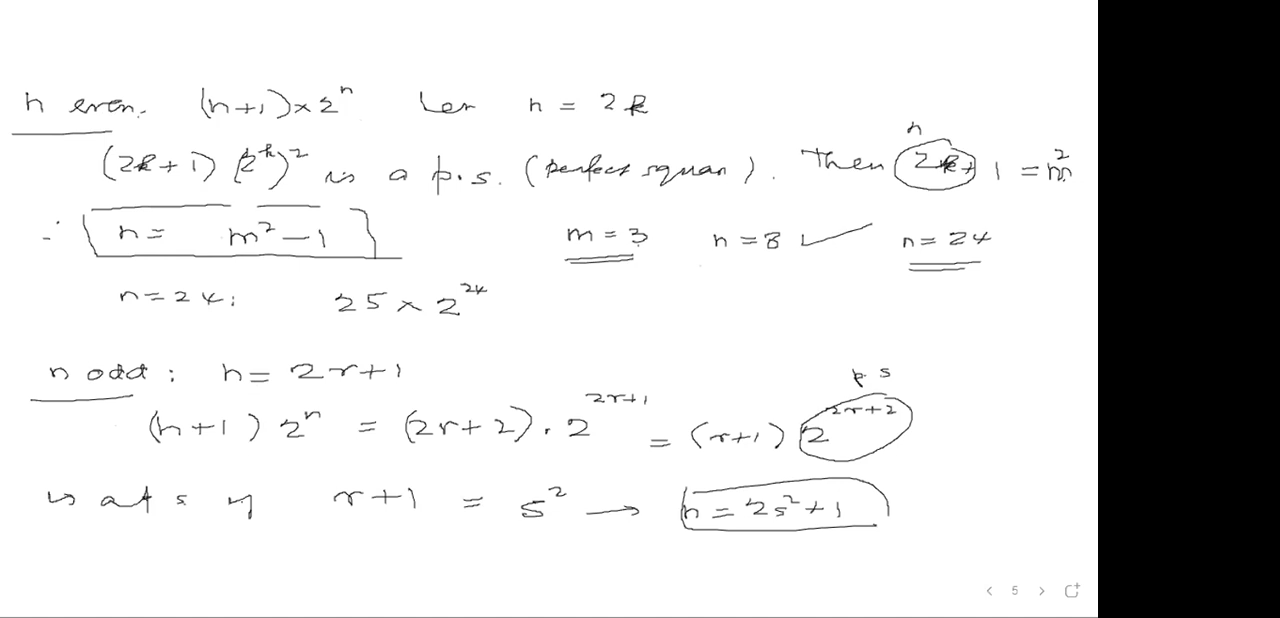 n even. (n+1)×2^n Let n = 2k
(2k+1) (2^k)^2 is a p.s. (perfect square). Then 2k+1 = m^2
n
∴ n = m^2 − 1 m = 3 n = 8 ✓ n = 24
n = 24: 25 × 2^24
n odd: n = 2r+1
p s
(n+1) 2^n = (2r+2) . 2^{2r+1} = (r+1) 2^{2r+2}
is a p s if r+1 = s^2 → n = 2s^2+1
< 5 >